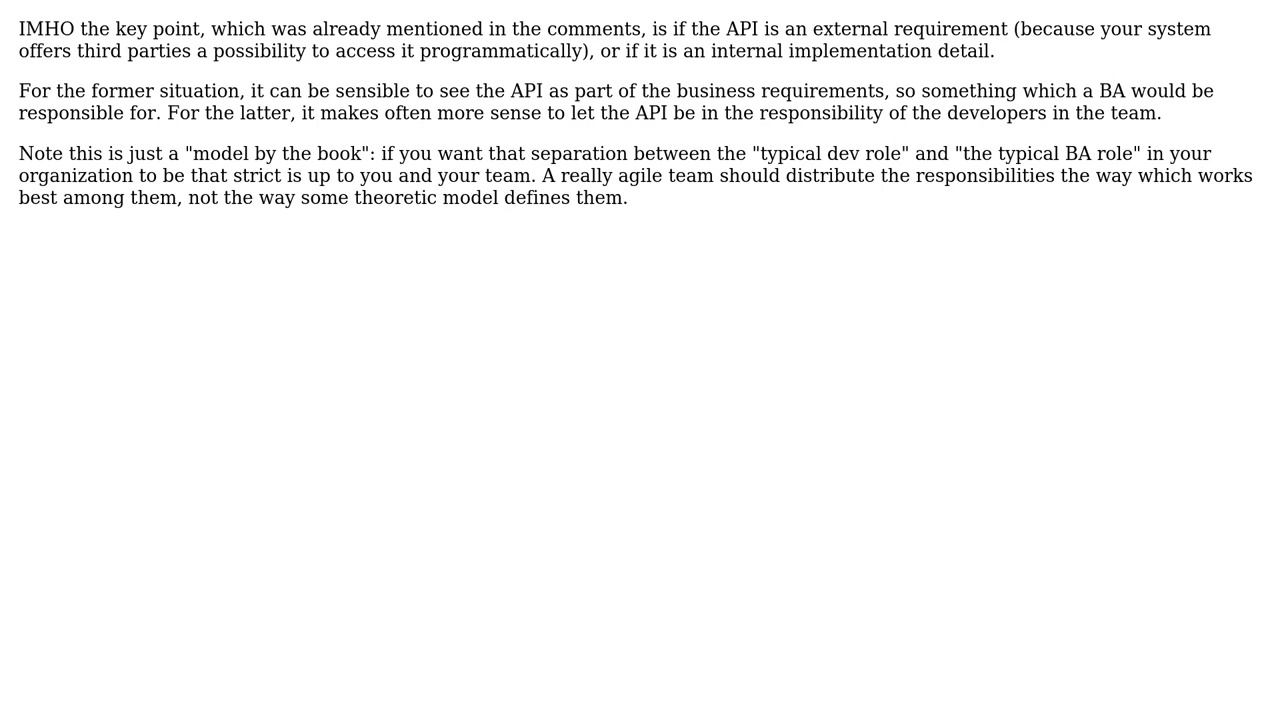 IMHO the key point, which was already mentioned in the comments, is if the API is an external requirement (because your system
offers third parties a possibility to access it programmatically), or if it is an internal implementation detail.
For the former situation, it can be sensible to see the API as part of the business requirements, so something which a BA would be
responsible for. For the latter, it makes often more sense to let the API be in the responsibility of the developers in the team.
Note this is just a "model by the book": if you want that separation between the "typical dev role" and "the typical BA role" in your
organization to be that strict is up to you and your team. A really agile team should distribute the responsibilities the way which works
best among them, not the way some theoretic model defines them.